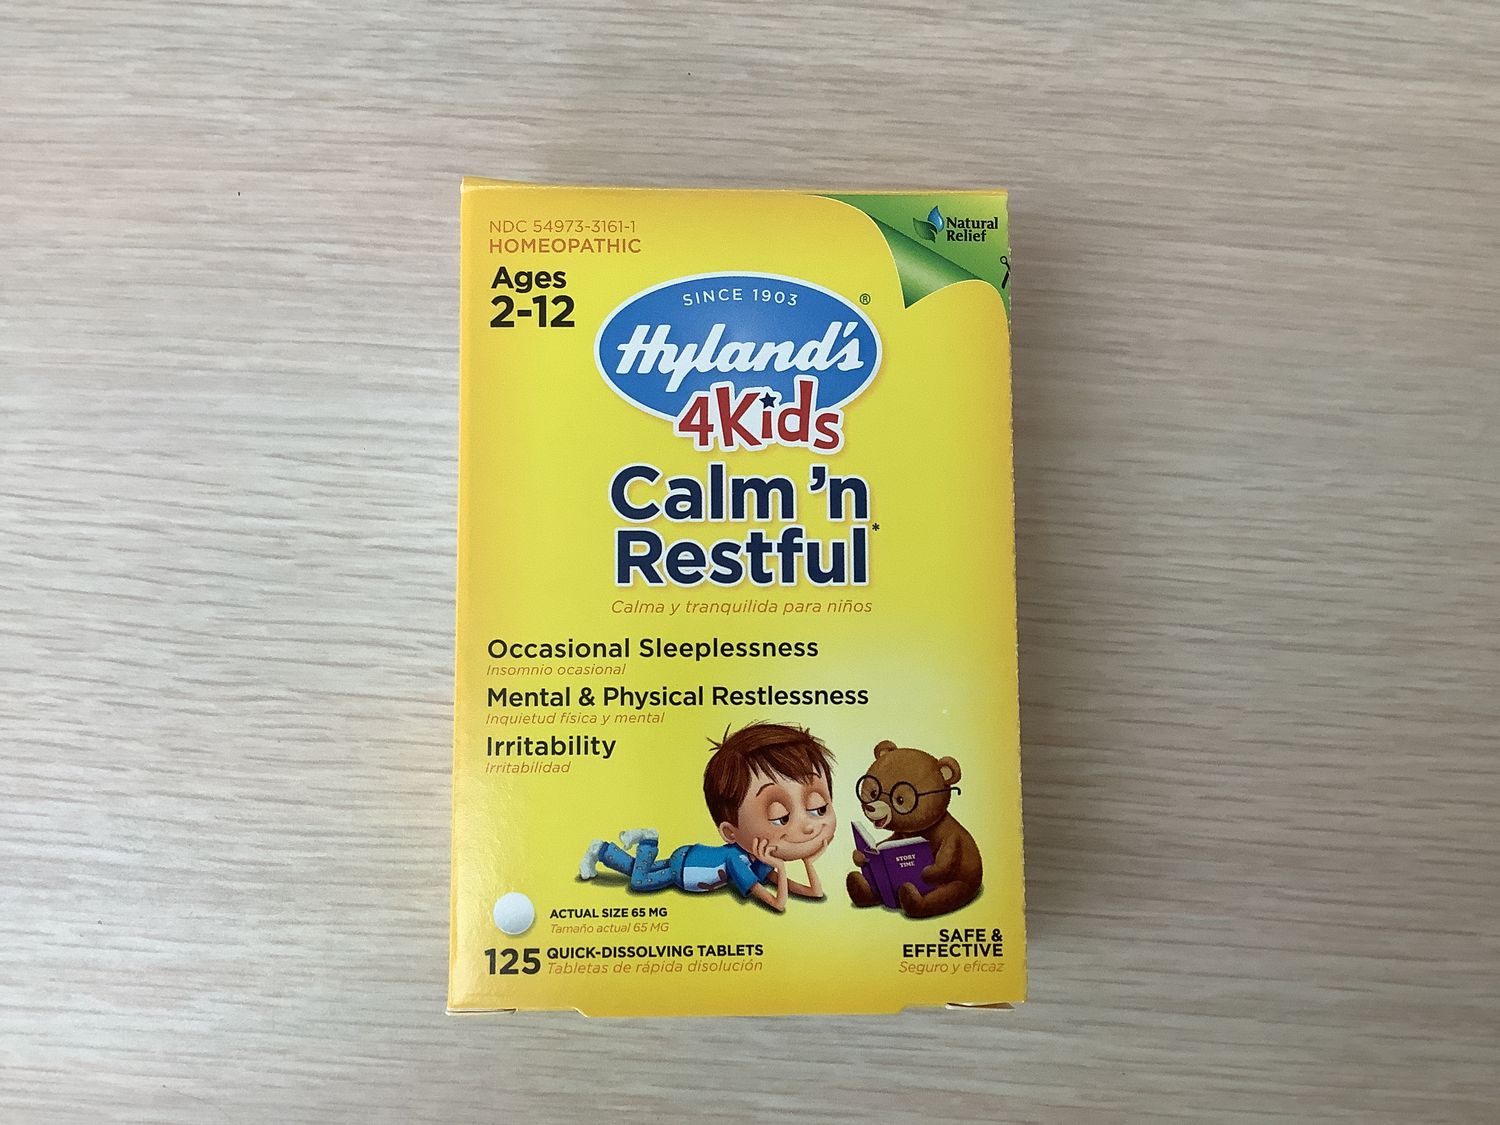 NDC 54973-3161-1
HOMEOPATHIC
Ages
2-12
Natural
Relief
SINCE 1903
®
Hyland's
4Kids
Calm 'n
Restful*
Calma y tranquilida para niños
Occasional Sleeplessness
Insomnio ocasional
Mental & Physical Restlessness
Inquietud física y mental
Irritability
Irritabilidad
STORY
TIME
ACTUAL SIZE 65 MG
Tamaño actual 65 MG
125 QUICK-DISSOLVING TABLETS
Tabletas de rápida disolución
SAFE &
EFFECTIVE
Seguro y eficaz